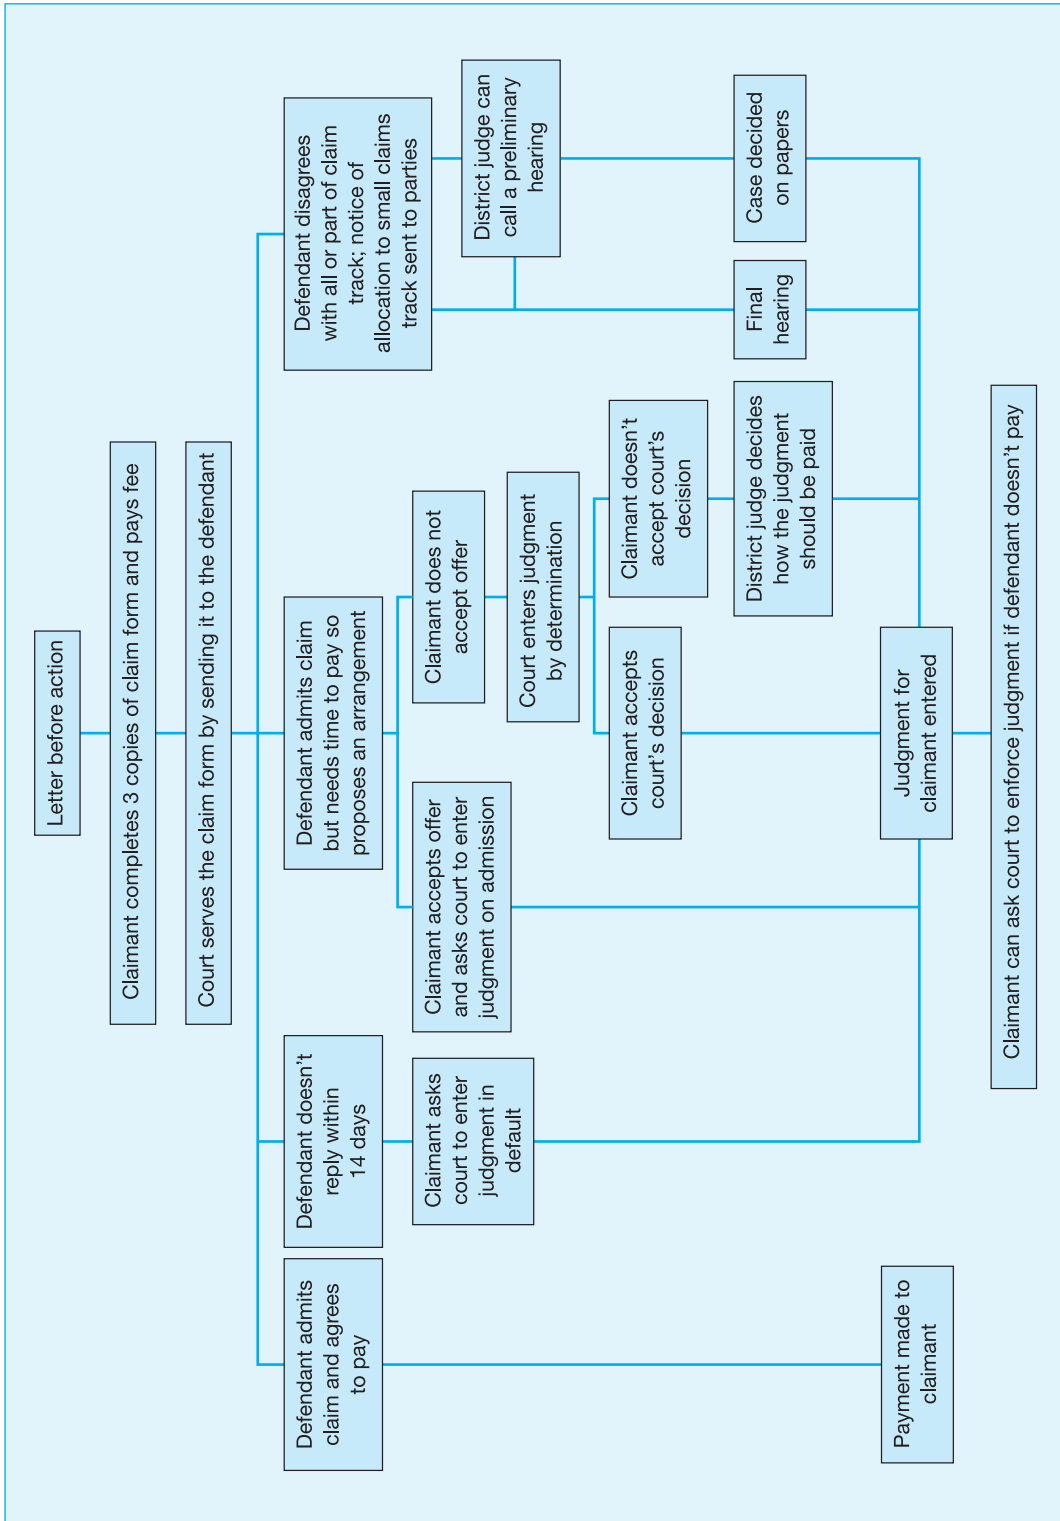 Letter before action
Claimant completes 3 copies of claim form and pays fee
Court serves the claim form by sending it to the defendant
Defendant admits
claim and agrees
to pay
Defendant doesn’t
reply within
14 days
Defendant admits claim
but needs time to pay so
proposes an arrangement
Defendant disagrees
with all or part of claim
track; notice of
allocation to small claims
track sent to parties
Claimant asks
court to enter
judgment in
default
Claimant accepts offer
and asks court to enter
judgment on admission
Claimant does not
accept offer
District judge can
call a preliminary
hearing
Court enters judgment
by determination
Claimant accepts
court’s decision
Claimant doesn’t
accept court’s
decision
District judge decides
how the judgment
should be paid
Final
hearing
Case decided
on papers
Payment made to
claimant
Judgment for
claimant entered
Claimant can ask court to enforce judgment if defendant doesn’t pay